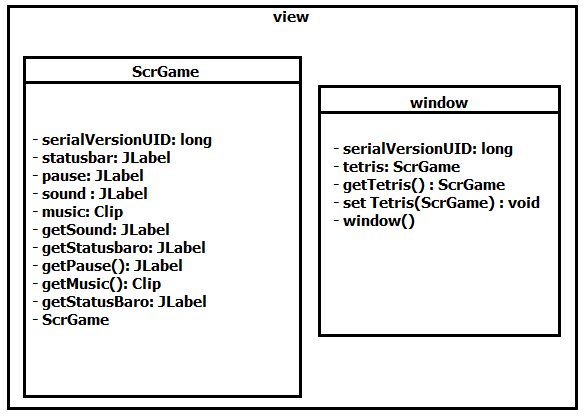 view
ScrGame
- serialVersionUID: long
- statusbar: JLabel
- pause: JLabel
- sound : JLabel
- music: Clip
- getSound: JLabel
- getStatusbaro: JLabel
- getPause(): JLabel
- getMusic(): Clip
- getStatusBaro: JLabel
- ScrGame
window
- serialVersionUID: long
- tetris: ScrGame
- getTetris() : ScrGame
- set Tetris(ScrGame) : void
- window()